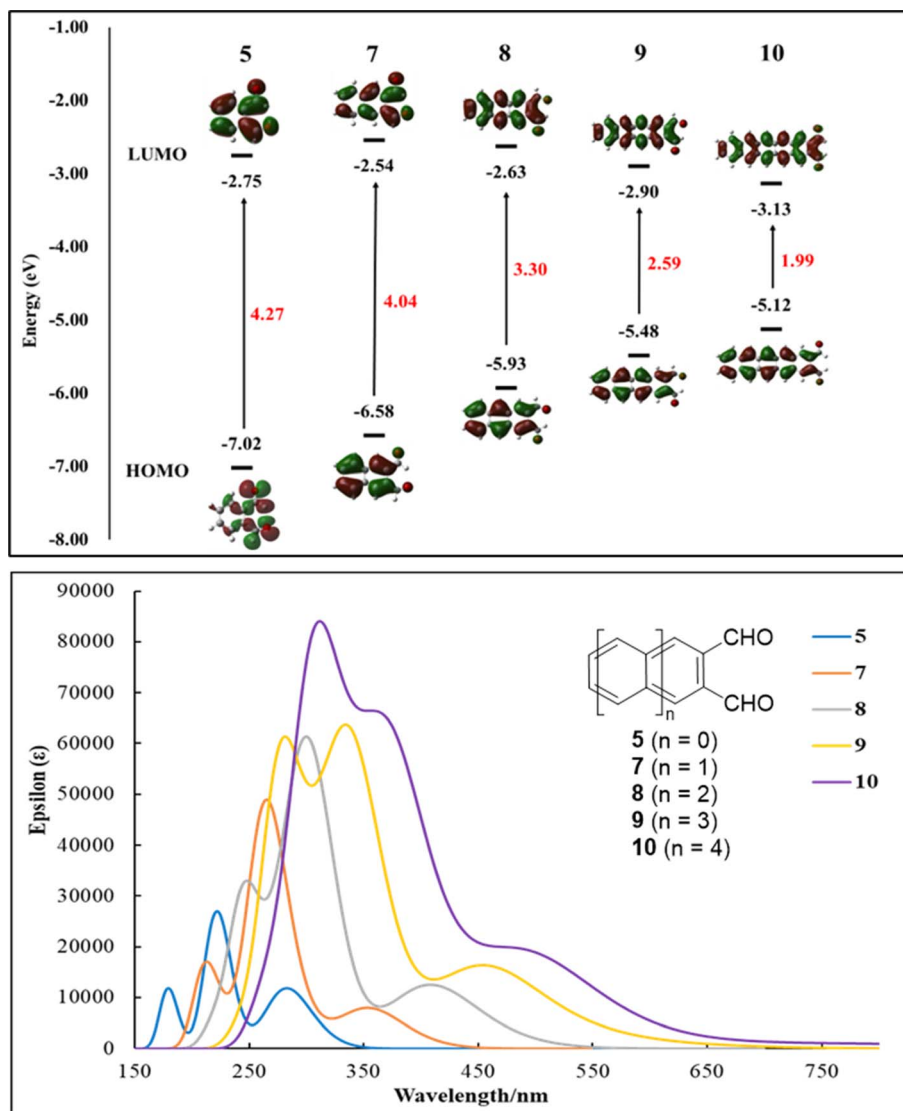 -1.00
5 7 8 9 10
-2.00
LUMO
-2.75 -2.54 -2.63 -2.90 -3.13
-3.00
-4.00
Energy (eV)
4.27 4.04 3.30 2.59 1.99
-5.00
-7.02 -6.58 -5.93 -5.48 -5.12
-6.00
HOMO
-7.00
-8.00
90000
80000
70000
60000
50000
40000
30000
20000
10000
0
Epsilon (ε)
150 250 350 450 550 650 750
Wavelength/nm
CHO
CHO
n
5 (n = 0)
7 (n = 1)
8 (n = 2)
9 (n = 3)
10 (n = 4)
5
7
8
9
10